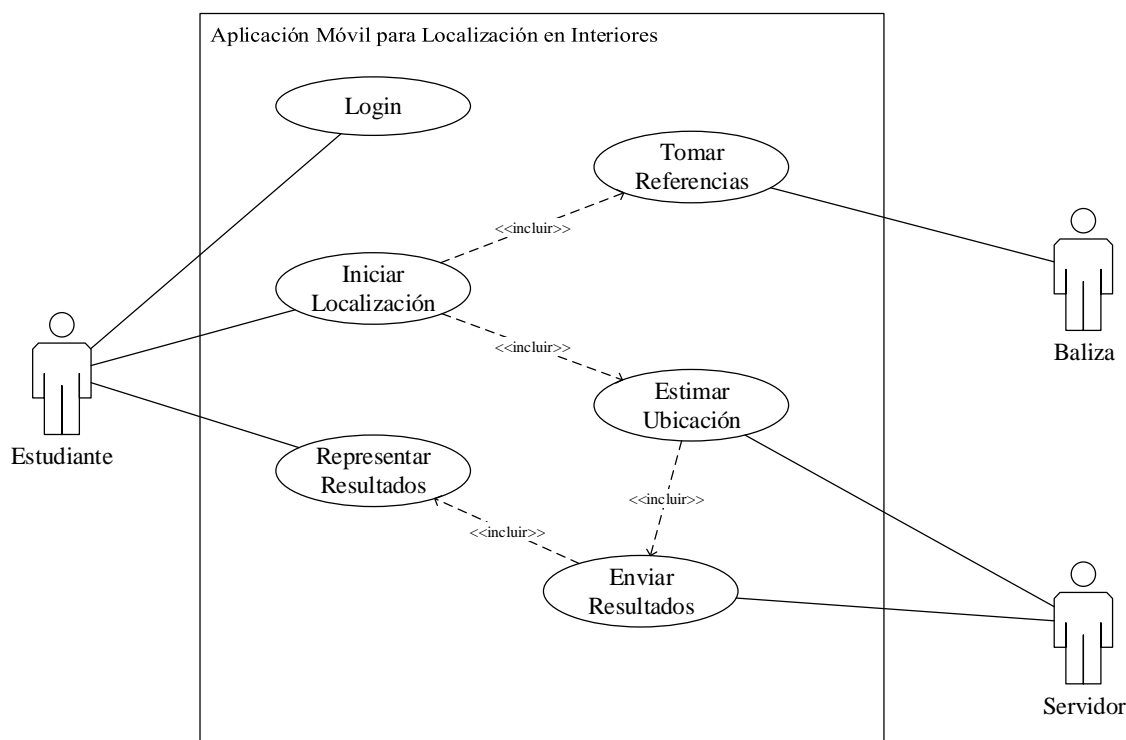 Aplicación Móvil para Localización en Interiores
Login
Tomar
Referencias
<<incluir>>
Iniciar
Localización
<<incluir>>
Baliza
Estimar
Ubicación
Estudiante
Representar
Resultados
<<incluir>>
<<incluir>>
Enviar
Resultados
Servidor